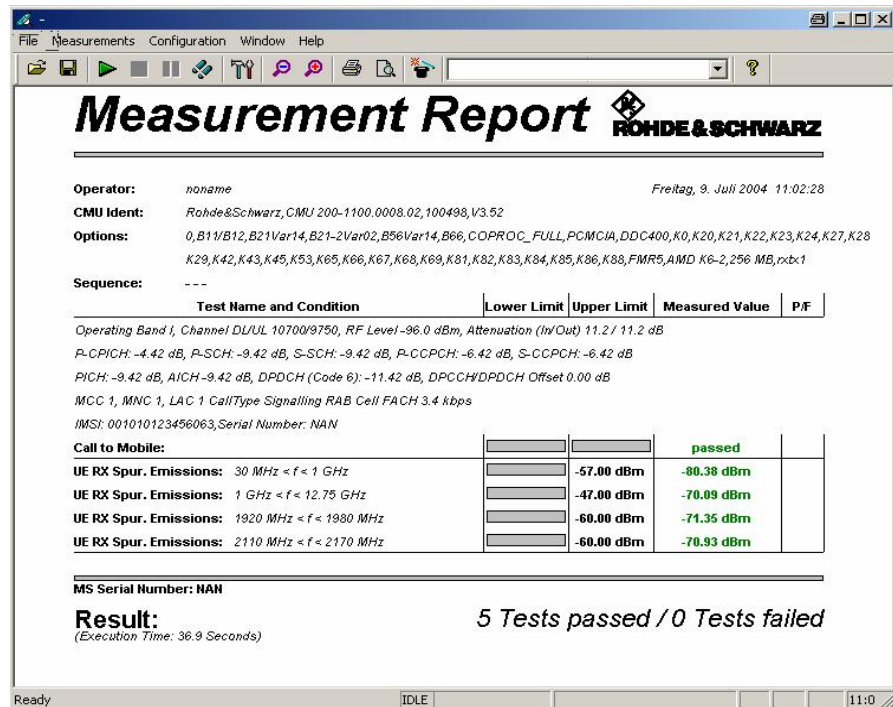 -
File Measurements Configuration Window Help
Measurement Report ROHDE & SCHWARZ
Operator: noname Freitag, 9. Juli 2004 11:02:28
CMU Ident: Rohde&Schwarz,CMU 200-1100.0008.02,100498,V3.52
Options: 0,B11/B12,B21Var14,B21-2Var02,B56Var14,B66,COPROC_FULL,PCMCIA,DDC400,K0,K20,K21,K22,K23,K24,K27,K28
K29,K42,K43,K45,K53,K65,K66,K67,K68,K69,K81,K82,K83,K84,K85,K86,K88,FMR5,AMD K6-2,256 MB,rxtx1
Sequence: ---
Test Name and Condition Lower Limit Upper Limit Measured Value P/F
Operating Band I, Channel DL/UL 10700/9750, RF Level -96.0 dBm, Attenuation (In/Out) 11.2 / 11.2 dB
P-CPICH: -4.42 dB, P-SCH: -9.42 dB, S-SCH: -9.42 dB, P-CCPCH: -6.42 dB, S-CCPCH: -6.42 dB
PICH: -9.42 dB, AICH -9.42 dB, DPDCH (Code 6): -11.42 dB, DPCCH/DPDCH Offset 0.00 dB
MCC 1, MNC 1, LAC 1 CallType Signalling RAB Cell FACH 3.4 kbps
IMSI: 001010123456063,Serial Number: NAN
Call to Mobile: passed
UE RX Spur. Emissions: 30 MHz < f < 1 GHz -57.00 dBm -80.38 dBm
UE RX Spur. Emissions: 1 GHz < f < 12.75 GHz -47.00 dBm -70.09 dBm
UE RX Spur. Emissions: 1920 MHz < f < 1980 MHz -60.00 dBm -71.35 dBm
UE RX Spur. Emissions: 2110 MHz < f < 2170 MHz -60.00 dBm -70.93 dBm
MS Serial Number: NAN
Result: 5 Tests passed / 0 Tests failed
(Execution Time: 36.9 Seconds)
Ready IDLE 11:0